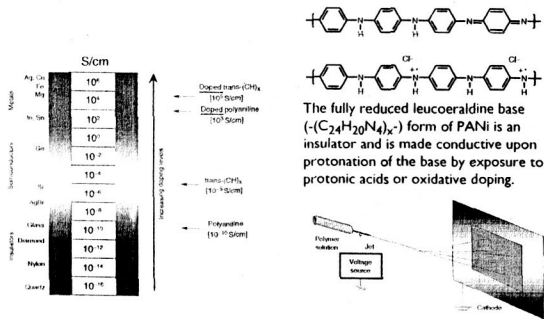 S/cm
Ag, Cu
Fe
Mg
In, Sn
Ge
Si
AgBr
Glass
Diamond
Nylon
Quartz
Metals
Semiconductors
Insulators
10⁶
10⁴
10²
10⁰
10⁻²
10⁻⁴
10⁻⁶
10⁻⁸
10⁻¹⁰
10⁻¹²
10⁻¹⁴
10⁻¹⁶
Increasing doping levels
Doped trans-(CH)ₓ
[10⁵ S/cm]
Doped polyaniline
[10³ S/cm]
trans-(CH)ₓ
[10⁻⁵ S/cm]
Polyaniline
[10⁻¹⁰ S/cm]
N
H
N
H
N
N
Cl-
Cl-
N
H
N
H
N
H
N
H
The fully reduced leucoeraldine base
(-(C₂₄H₂₀N₄)ₓ-) form of PANi is an
insulator and is made conductive upon
protonation of the base by exposure to
protonic acids or oxidative doping.
Polymer
solution
Jet
Voltage
source
Cathode